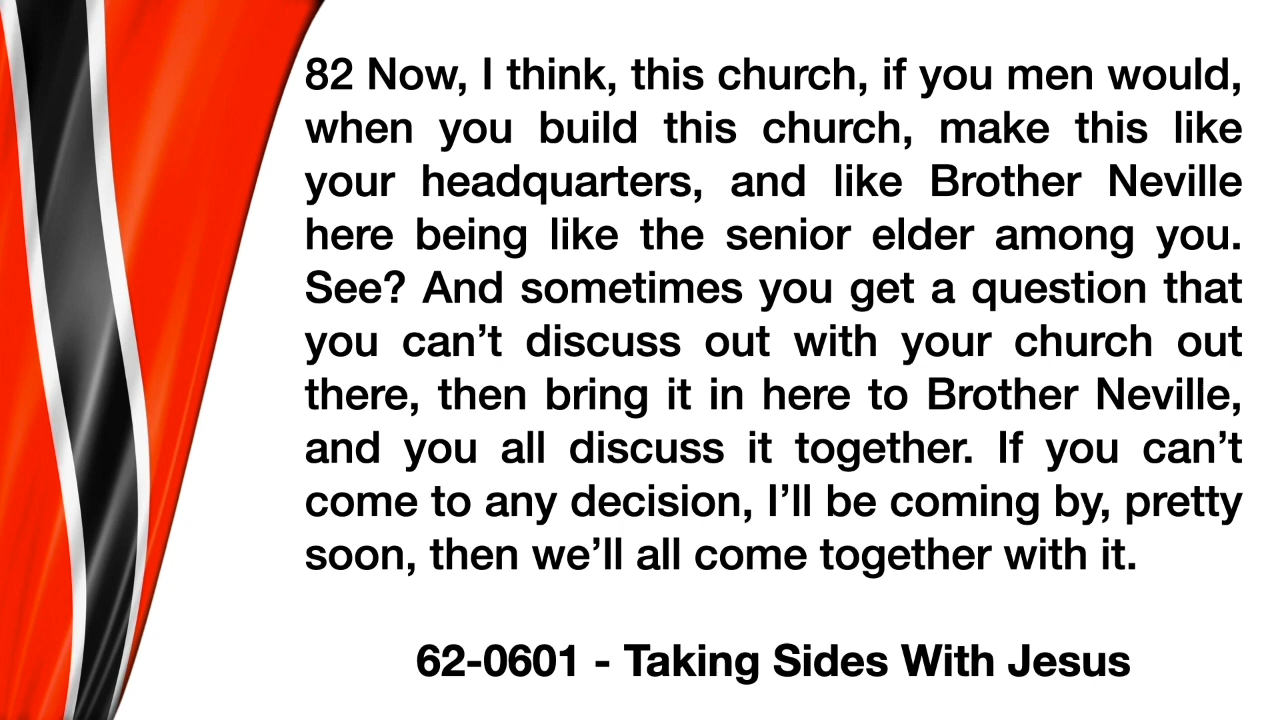 82 Now, I think, this church, if you men would,
when you build this church, make this like
your headquarters, and like Brother Neville
here being like the senior elder among you.
See? And sometimes you get a question that
you can’t discuss out with your church out
there, then bring it in here to Brother Neville,
and you all discuss it together. If you can’t
come to any decision, I’ll be coming by, pretty
soon, then we’ll all come together with it.
62-0601 - Taking Sides With Jesus